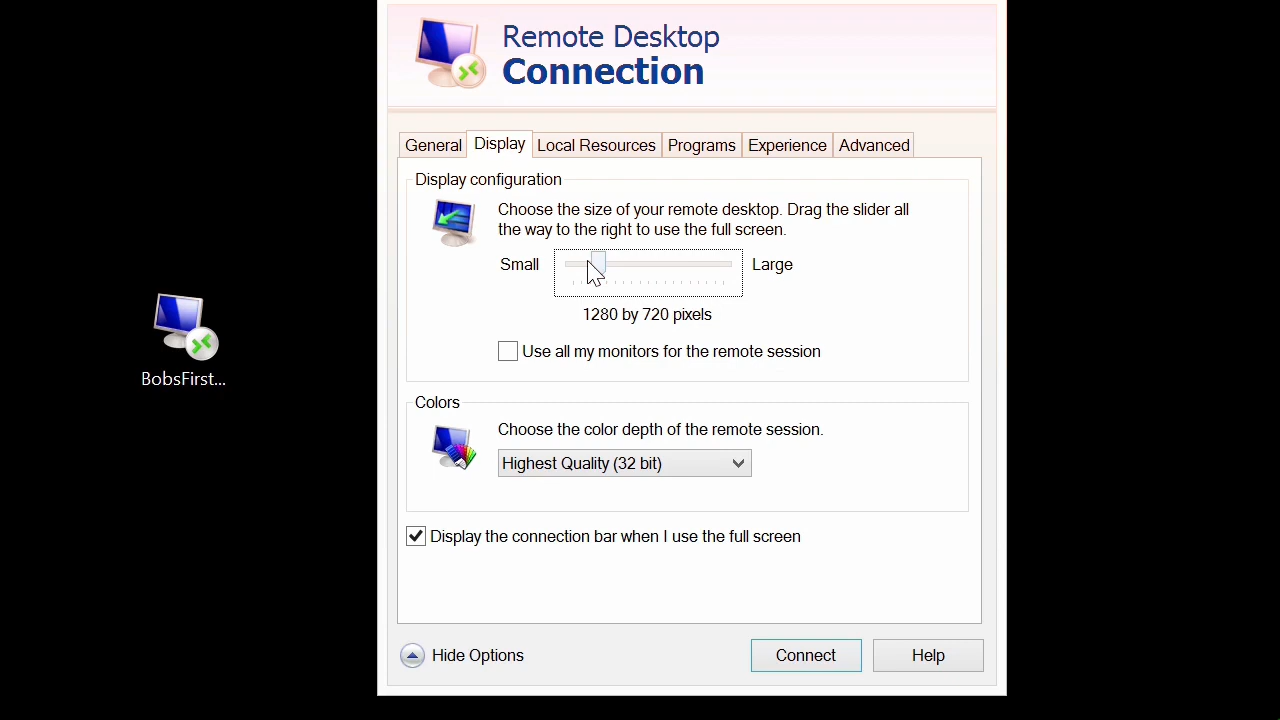 Remote Desktop
Connection
General Display Local Resources Programs Experience Advanced
Display configuration
Choose the size of your remote desktop. Drag the slider all
the way to the right to use the full screen.
Small Large
1280 by 720 pixels
Use all my monitors for the remote session
BobsFirst...
Colors
Choose the color depth of the remote session.
Highest Quality (32 bit)
Display the connection bar when I use the full screen
Hide Options Connect Help